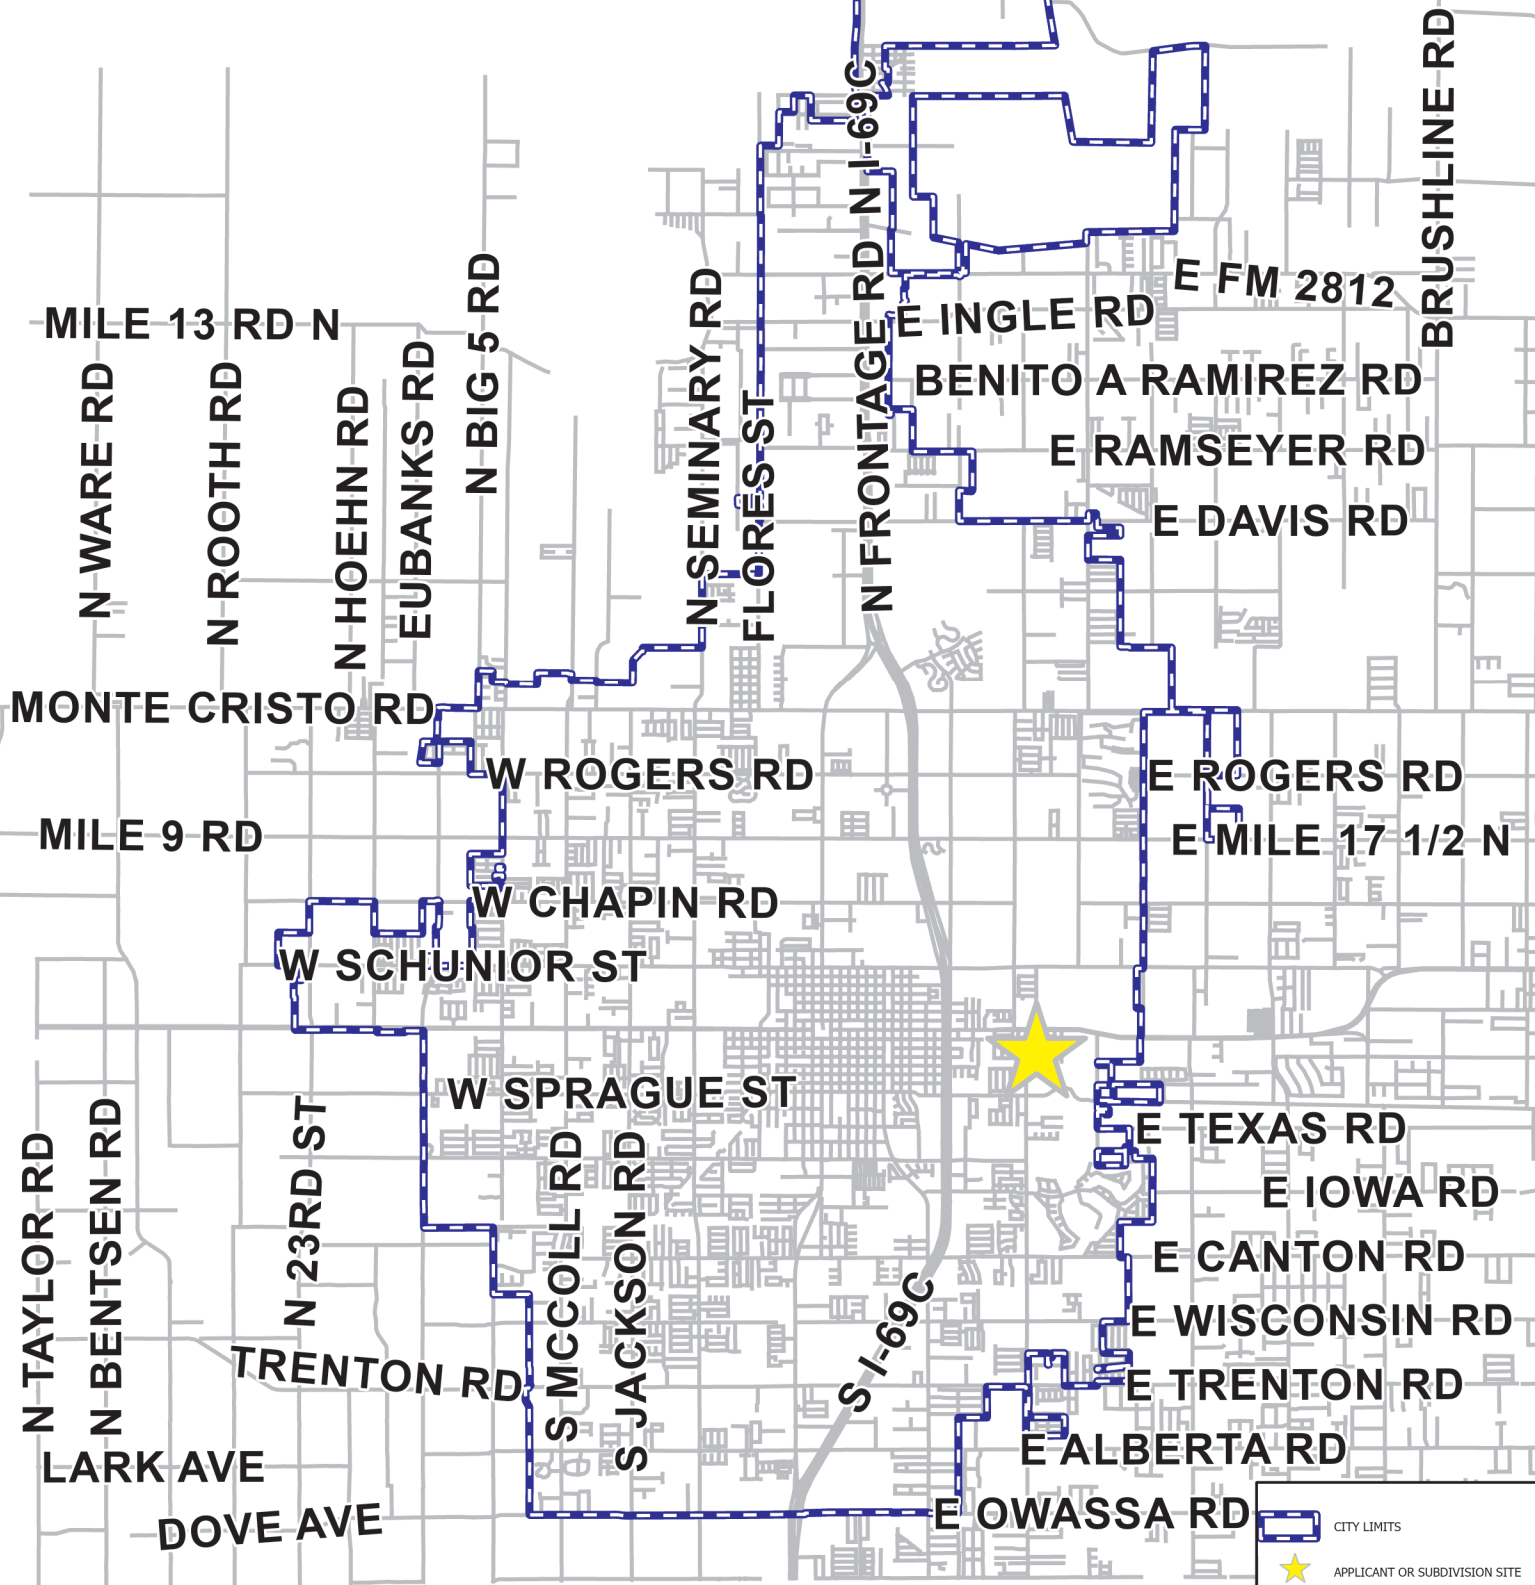 BRUSHLINE RD
N I-69C
E FM 2812
N BIG 5 RD
N SEMINARY RD
N FRONTAGE RD
E INGLE RD
MILE 13 RD N
EUBANKS RD
N WARE RD
N ROOTH RD
N HOEHN RD
FLORES ST
BENITO A RAMIREZ RD
E RAMSEYER RD
E DAVIS RD
MONTE CRISTO RD
W ROGERS RD
E ROGERS RD
MILE 9 RD
E MILE 17 1/2 N
W CHAPIN RD
W SCHUNIOR ST
W SPRAGUE ST
N 23RD ST
N TAYLOR RD
N BENTSEN RD
S MCCOLL RD
S JACKSON RD
E TEXAS RD
E IOWA RD
E CANTON RD
S I-69C
E WISCONSIN RD
TRENTON RD
E TRENTON RD
E ALBERTA RD
LARK AVE
DOVE AVE
E OWASSA RD
CITY LIMITS
APPLICANT OR SUBDIVISION SITE